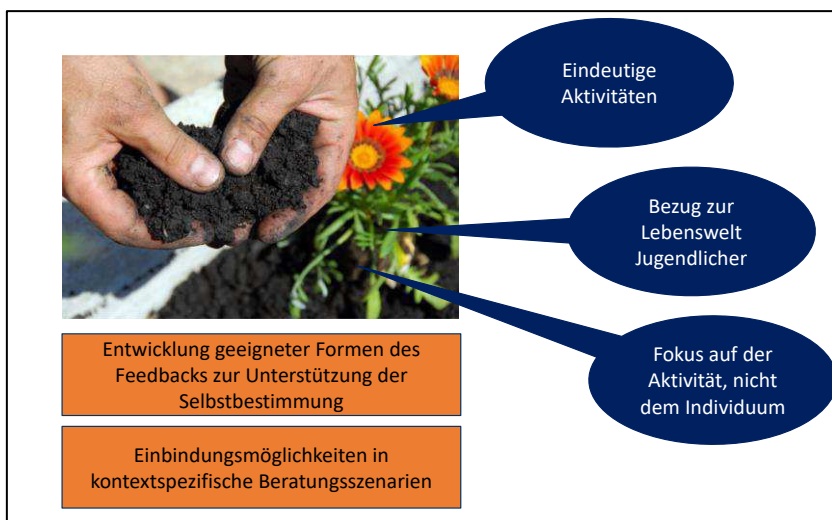 Eindeutige
Aktivitäten
Bezug zur
Lebenswelt
Jugendlicher
Fokus auf der
Aktivität, nicht
dem Individuum
Entwicklung geeigneter Formen des
Feedbacks zur Unterstützung der
Selbstbestimmung
Einbindungsmöglichkeiten in
kontextspezifische Beratungsszenarien